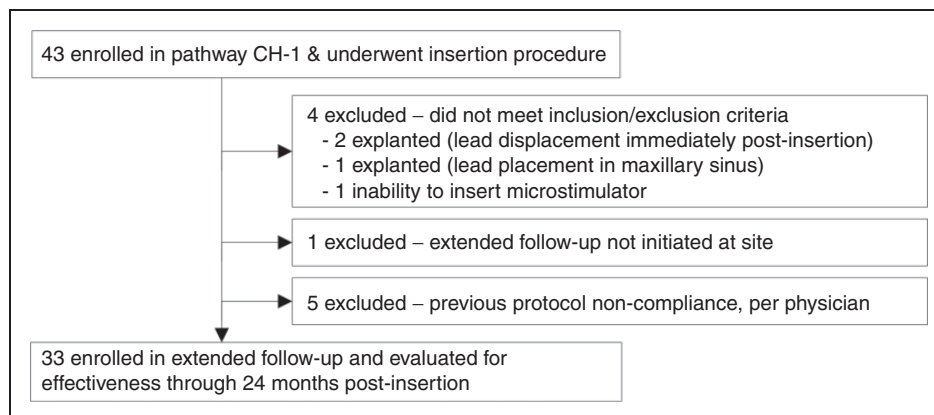 43 enrolled in pathway CH-1 & underwent insertion procedure
4 excluded – did not meet inclusion/exclusion criteria
- 2 explanted (lead displacement immediately post-insertion)
- 1 explanted (lead placement in maxillary sinus)
- 1 inability to insert microstimulator
1 excluded – extended follow-up not initiated at site
5 excluded – previous protocol non-compliance, per physician
33 enrolled in extended follow-up and evaluated for
effectiveness through 24 months post-insertion